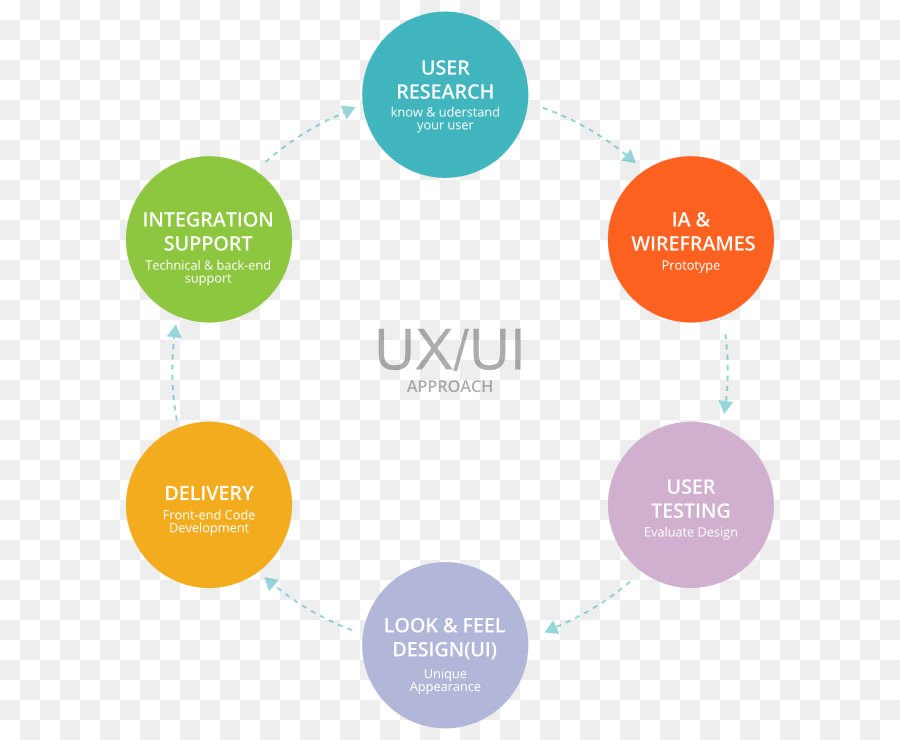 USER
RESEARCH
know & uderstand
your user
IA &
WIREFRAMES
Prototype
USER
TESTING
Evaluate Design
LOOK & FEEL
DESIGN(UI)
Unique
Appearance
DELIVERY
Front-end Code
Development
INTEGRATION
SUPPORT
Technical & back-end
support
UX/UI
APPROACH